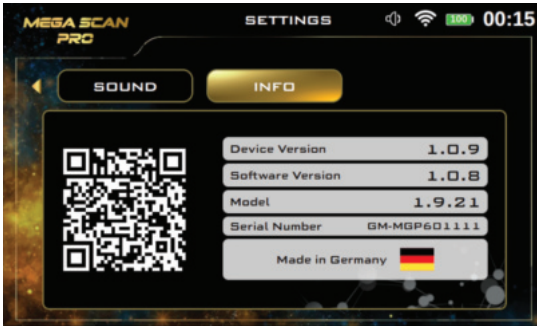 MEGA SCAN PRO
SETTINGS
100 00:15
SOUND
INFO
Device Version 1.0.9
Software Version 1.0.8
Model 1.9.21
Serial Number GM-MGP601111
Made in Germany